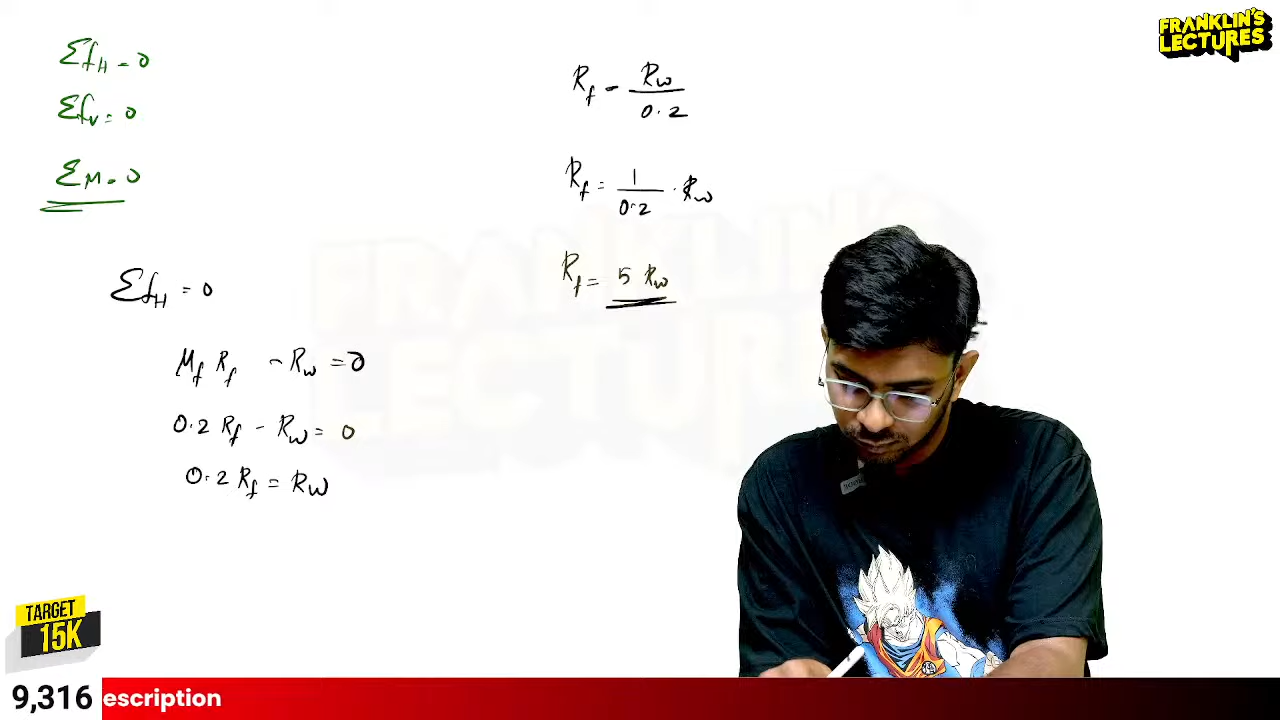 Σf_H = 0
Σf_V = 0
ΣM = 0
Σf_H = 0
μ_f R_f - R_w = 0
0.2 R_f - R_w = 0
0.2 R_f = R_w
R_f = R_w / 0.2
R_f = 1 / 0.2 · R_w
R_f = 5 R_w
FRANKLIN'S
LECTURES
FRANKLIN'S
LECTURES
TARGET
15K
9,316 escription